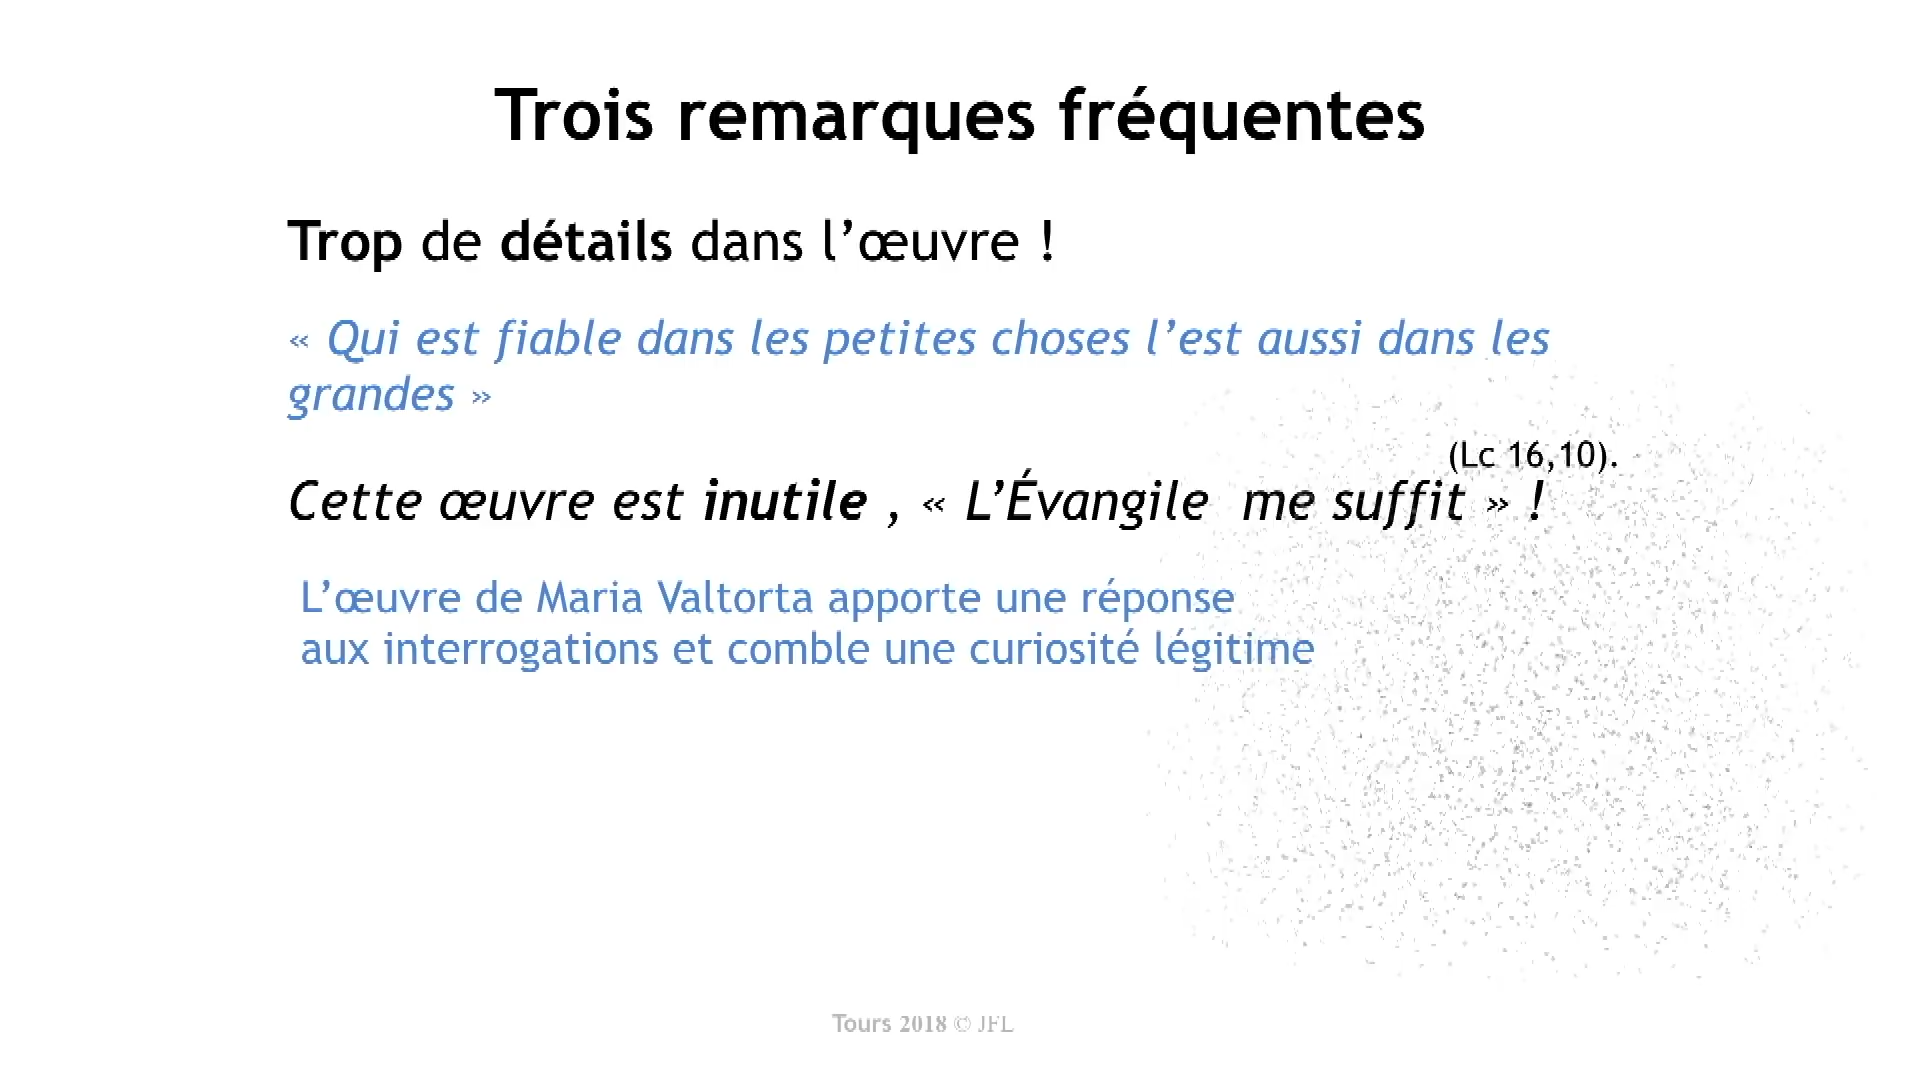 Trois remarques fréquentes
Trop de détails dans l’œuvre !
« Qui est fiable dans les petites choses l’est aussi dans les
grandes »
(Lc 16,10).
Cette œuvre est inutile , « L’Évangile  me suffit » !
L’œuvre de Maria Valtorta apporte une réponse
aux interrogations et comble une curiosité légitime
Tours 2018 © JFL